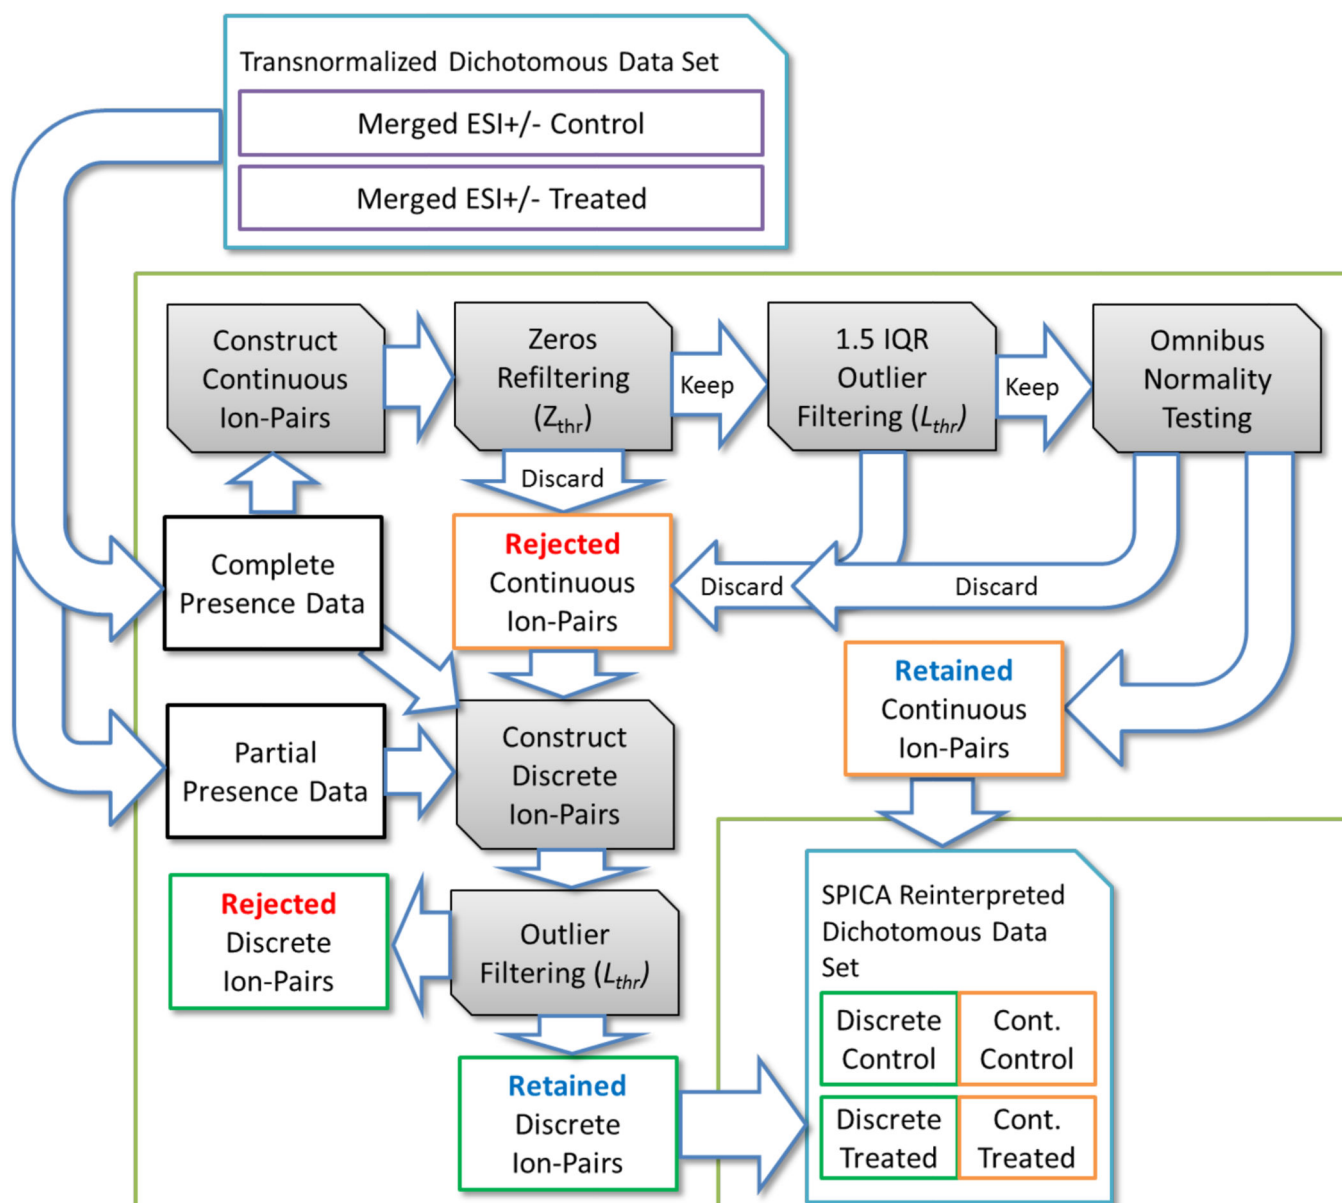 Transnormalized Dichotomous Data Set
Merged ESI+/- Control
Merged ESI+/- Treated
Construct
Continuous
Ion-Pairs
Zeros
Refiltering
(Zthr)
Keep
1.5 IQR
Outlier
Filtering (Lthr)
Keep
Omnibus
Normality
Testing
Discard
Complete
Presence Data
Rejected
Continuous
Ion-Pairs
Discard
Discard
Retained
Continuous
Ion-Pairs
Partial
Presence Data
Construct
Discrete
Ion-Pairs
Rejected
Discrete
Ion-Pairs
Outlier
Filtering (Lthr)
Retained
Discrete
Ion-Pairs
SPICA Reinterpreted
Dichotomous Data
Set
Discrete
Control
Cont.
Control
Discrete
Treated
Cont.
Treated